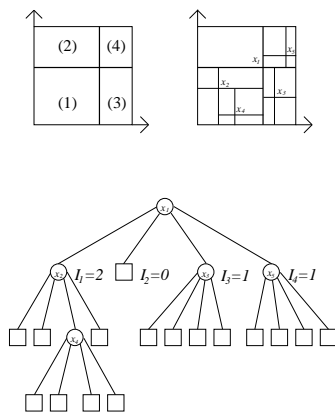 (2) (4)
(1) (3)
x5
x1
x2
x3
x4
x1
x2 I1=2 I2=0 x3 I3=1 x5 I4=1
x4